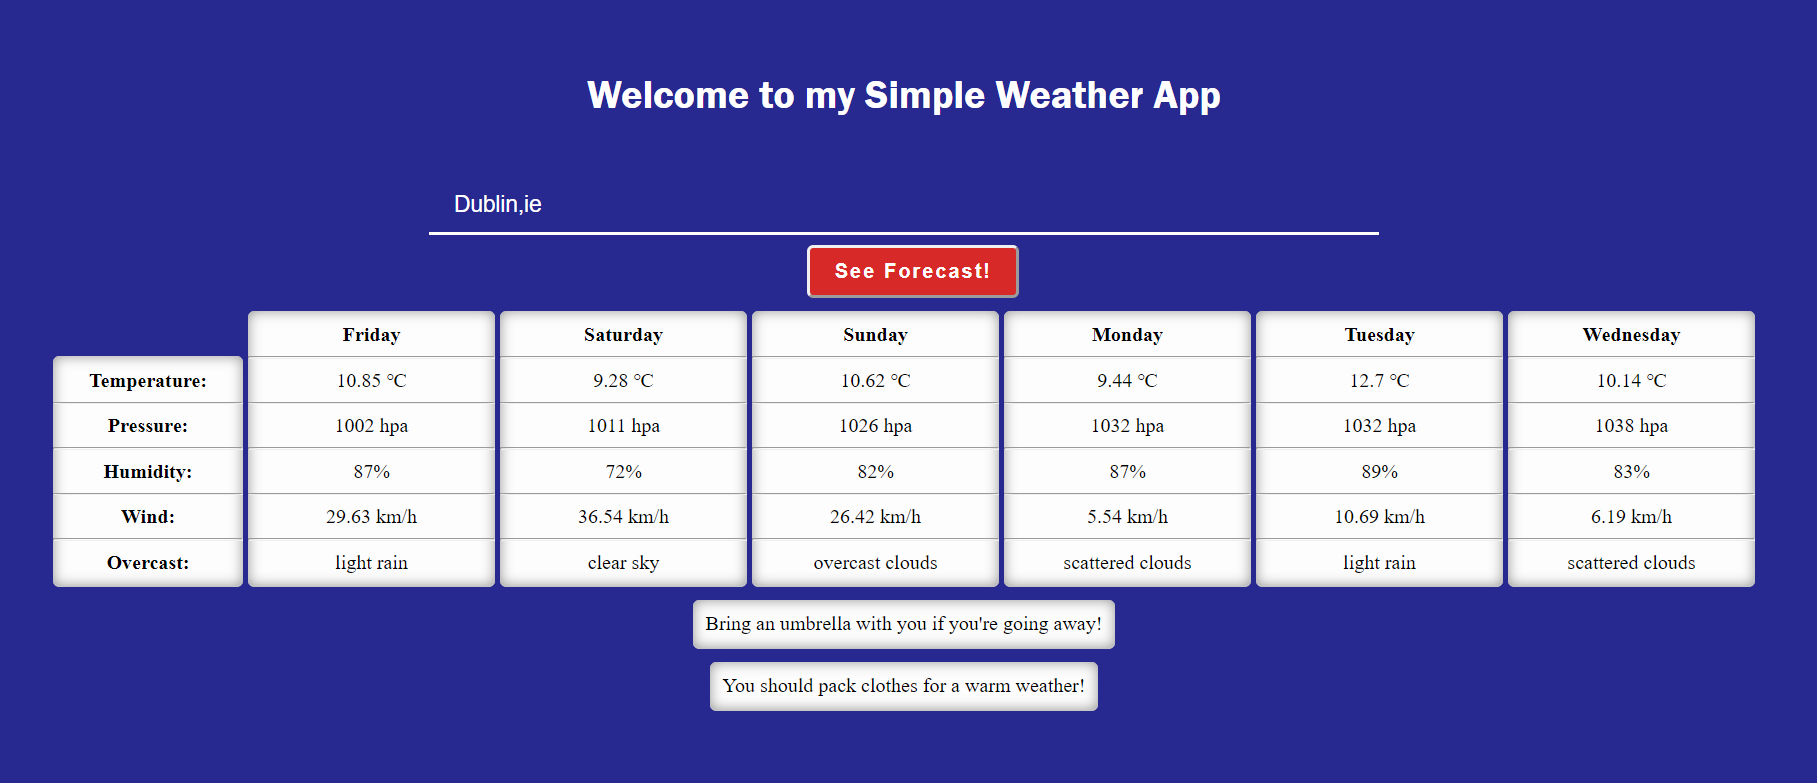 Welcome to my Simple Weather App
Dublin,ie
See Forecast!
Friday Saturday Sunday Monday Tuesday Wednesday
Temperature: 10.85 °C 9.28 °C 10.62 °C 9.44 °C 12.7 °C 10.14 °C
Pressure: 1002 hpa 1011 hpa 1026 hpa 1032 hpa 1032 hpa 1038 hpa
Humidity: 87% 72% 82% 87% 89% 83%
Wind: 29.63 km/h 36.54 km/h 26.42 km/h 5.54 km/h 10.69 km/h 6.19 km/h
Overcast: light rain clear sky overcast clouds scattered clouds light rain scattered clouds
Bring an umbrella with you if you're going away!
You should pack clothes for a warm weather!